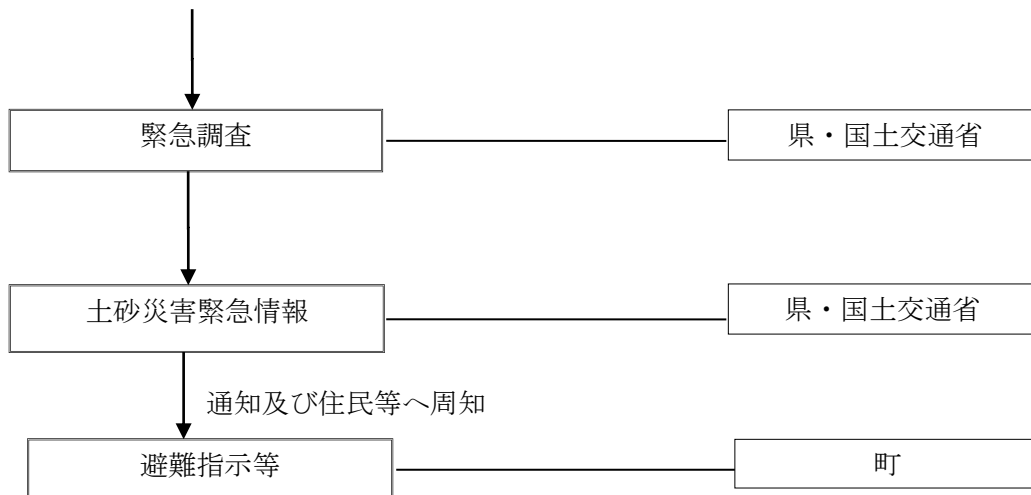 緊急調査
県・国土交通省
土砂災害緊急情報
県・国土交通省
通知及び住民等へ周知
避難指示等
町